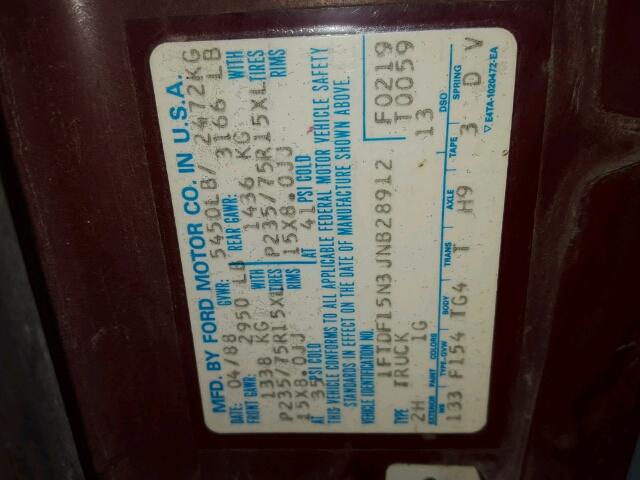 MFD. BY FORD MOTOR CO. IN U.S.A.
DATE: 04/88 GVWR: 5450LB/ 2472KG
FRONT GAWR: 2950 LB REAR GAWR: 3166 LB
1338 KG WITH 1436 KG WITH
P235/75R15XL TIRES P235/75R15XL TIRES
15X8.0JJ RIMS 15X8.0JJ RIMS
AT 35 PSI COLD AT 41 PSI COLD
THIS VEHICLE CONFORMS TO ALL APPLICABLE FEDERAL MOTOR VEHICLE SAFETY
STANDARDS IN EFFECT ON THE DATE OF MANUFACTURE SHOWN ABOVE.
VEHICLE IDENTIFICATION NO. 1FTDF15N3JNB28912 F0219
TYPE TRUCK T0059
2H 1G 13
EXTERIOR PAINT COLORS DSO
WB TYPE-GVW BODY TRANS AXLE TAPE SPRING
133 F154 TG4 T H9 3 D V
E4TA-1020472-EA